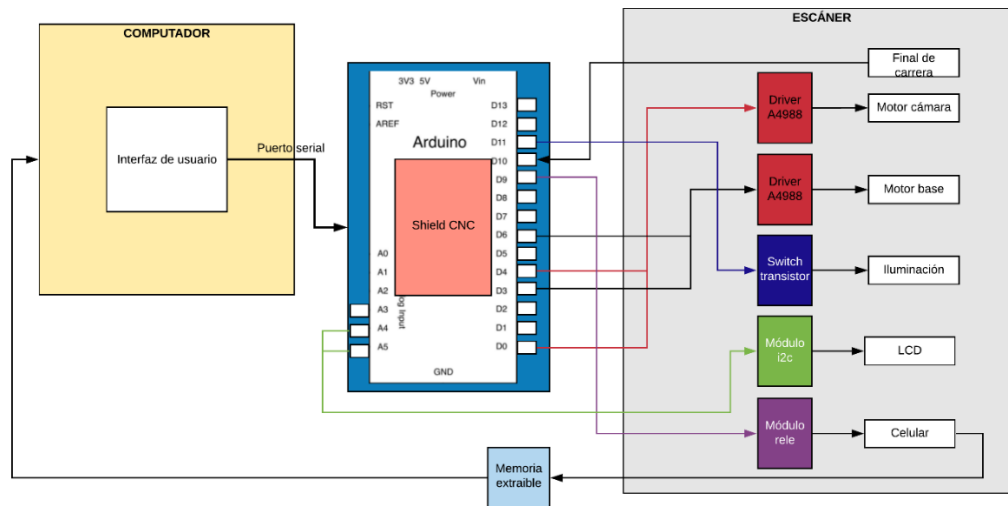 COMPUTADOR
Interfaz de usuario
Puerto serial
3V3 5V Vin
Power
RST
AREF
Arduino
Shield CNC
A0
A1
A2
A3
A4
A5
og Input
GND
D13
D12
D11
D10
D9
D8
D7
D6
D5
D4
D3
D2
D1
D0
ESCÁNER
Final de
carrera
Driver
A4988
Motor cámara
Driver
A4988
Motor base
Switch
transistor
Iluminación
Módulo
i2c
LCD
Módulo
rele
Celular
Memoria
extraible